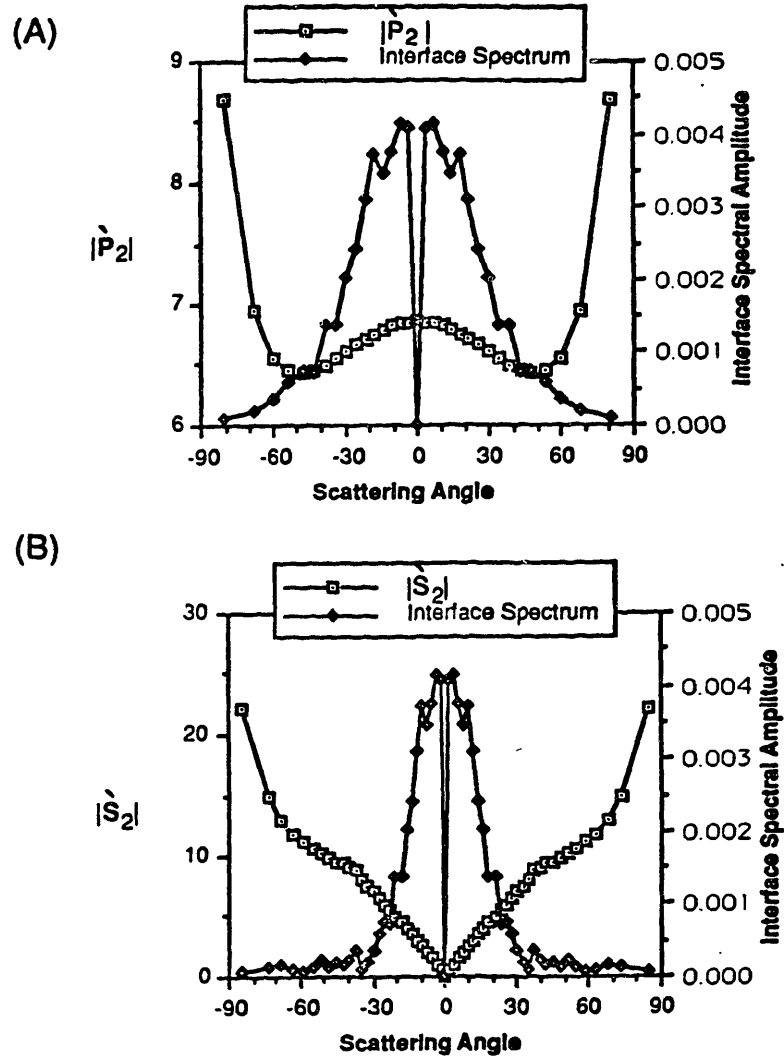 (A)
|P̀₂|
Interface Spectrum
9
8
7
6
|P̀₂|
0.005
0.004
0.003
0.002
0.001
0.000
Interface Spectral Amplitude
-90 -60 -30 0 30 60 90
Scattering Angle
(B)
|S̀₂|
Interface Spectrum
30
20
10
0
|S̀₂|
0.005
0.004
0.003
0.002
0.001
0.000
Interface Spectral Amplitude
-90 -60 -30 0 30 60 90
Scattering Angle